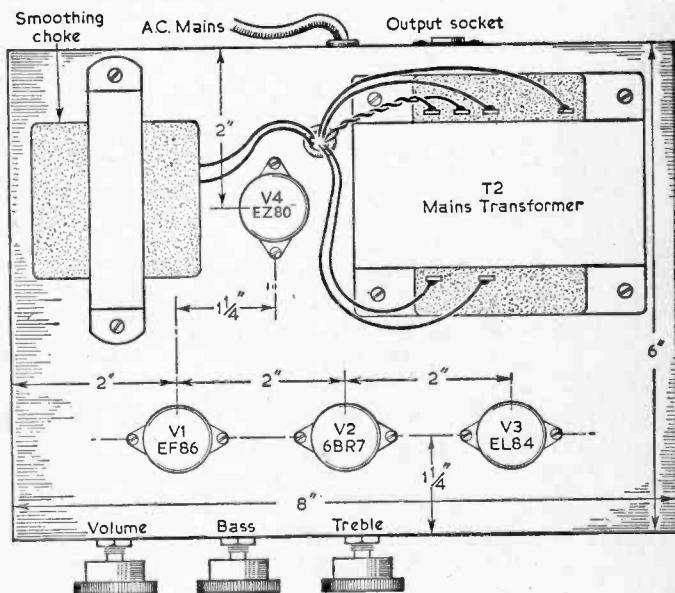 Smoothing
choke
A.C. Mains
Output socket
2"
V4
EZ80
T2
Mains Transformer
1¼"
6"
2"
2"
2"
V1
EF86
V2
6BR7
V3
EL84
1¼"
8"
Volume
Bass
Treble